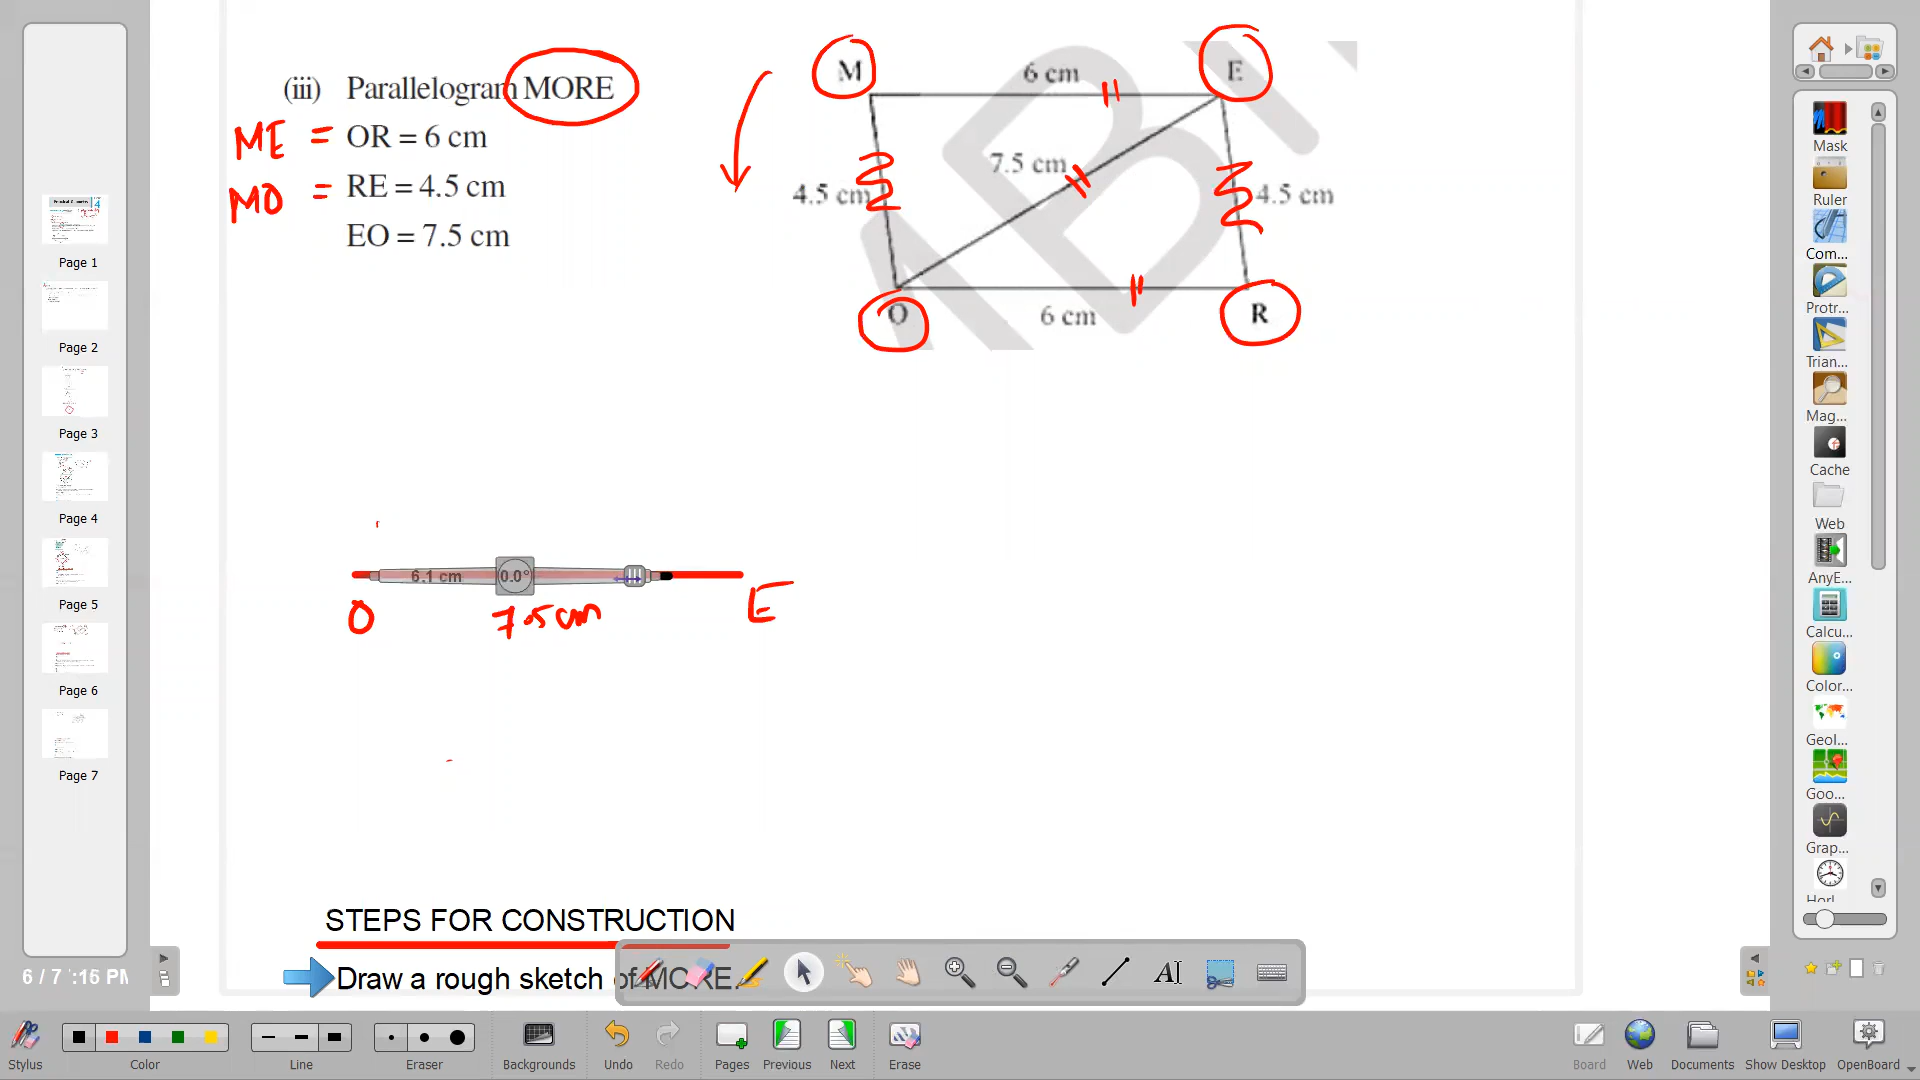 (iii) Parallelogram MORE
ME = OR = 6 cm
MO = RE = 4.5 cm
EO = 7.5 cm
M
6 cm
E
7.5 cm
4.5 cm
4.5 cm
O
6 cm
R
6.1 cm
0.0°
O
7.5 cm
E
STEPS FOR CONSTRUCTION
Draw a rough sketch of MORE.
Page 1
Page 2
Page 3
Page 4
Page 5
Page 6
Page 7
6 / 7
Mask
Ruler
Com...
Protr...
Trian...
Mag...
Cache
Web
AnyE...
Calcu...
Color...
Geol...
Goo...
Grap...
Stylus
Color
Line
Eraser
Backgrounds
Undo
Redo
Pages
Previous
Next
Erase
Board
Web
Documents
Show Desktop
OpenBoard